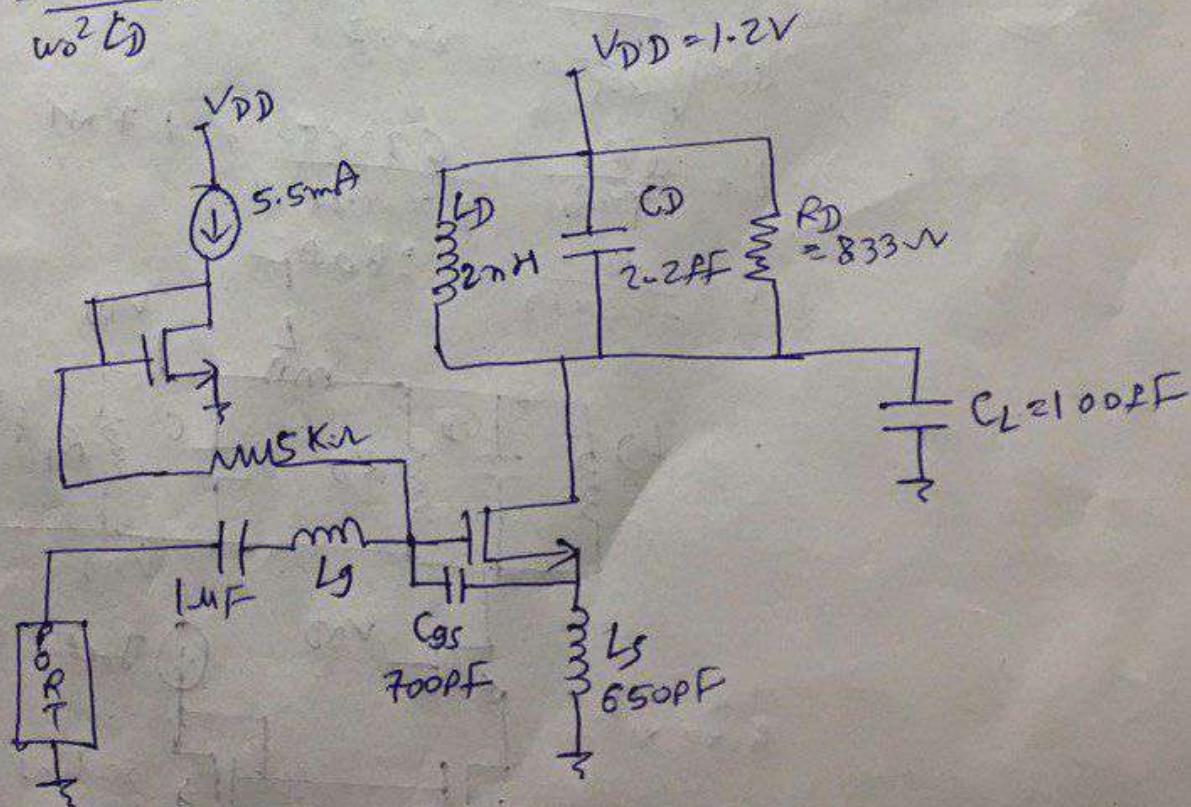 ω₀² LD
VDD = 1.2V
VDD
5.5mA
LD
2nH
CD
2.2pF
RD
= 833Ω
CL = 100fF
5KΩ
1μF
Lg
Cgs
700pF
Ls
650pF
PORT